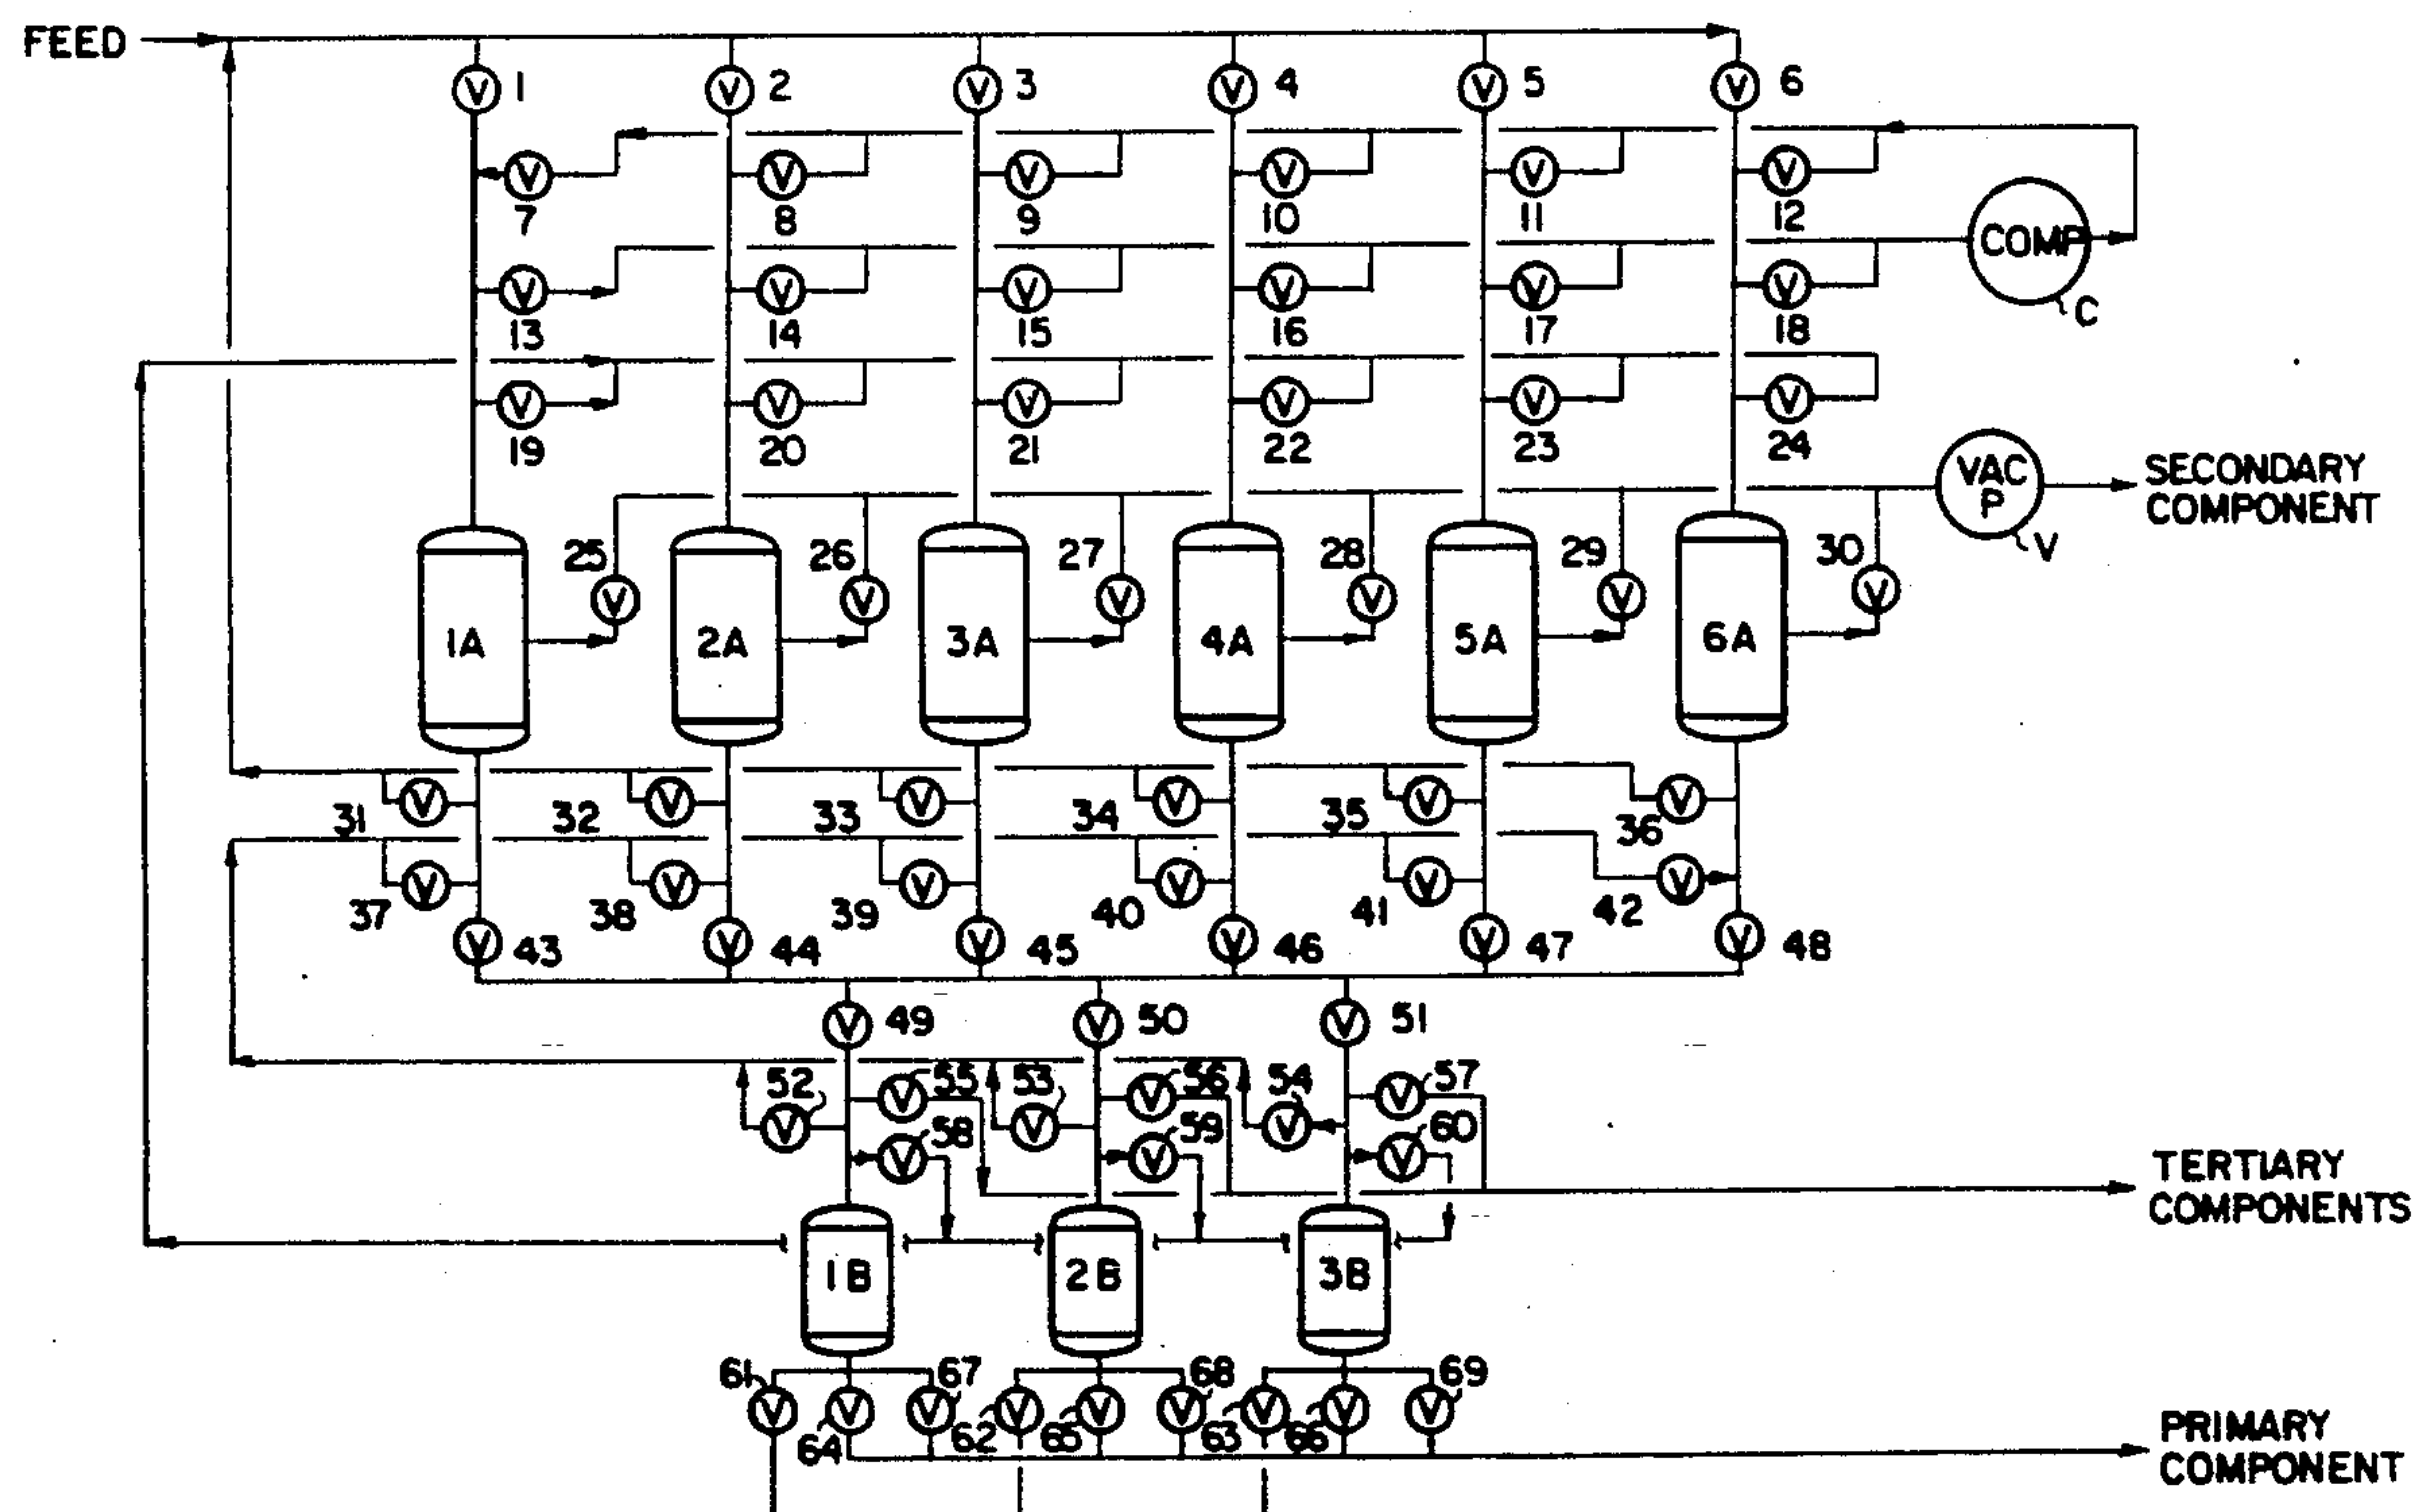 FEED
1 2 3 4 5 6
V V V V V V
V V V V V V
7 8 9 10 11 12
COMP
C
V V V V V V
13 14 15 16 17 18
V V V V V V
19 20 21 22 23 24
VAC
P
V
SECONDARY
COMPONENT
25 26 27 28 29 30
V V V V V V
1A 2A 3A 4A 5A 6A
V V V V V V
31 32 33 34 35 36
V V V V V V
37 38 39 40 41 42
V 43 V 44 V 45 V 46 V 47 V 48
V 49 V 50 V 51
52 V 55 53 V 56 54 V 57
V V 58 V V 59 V V 60
TERTIARY
COMPONENTS
1B 2B 3B
61 67 68 69
V V V V V V V V V
64 62 65 63 66
PRIMARY
COMPONENT